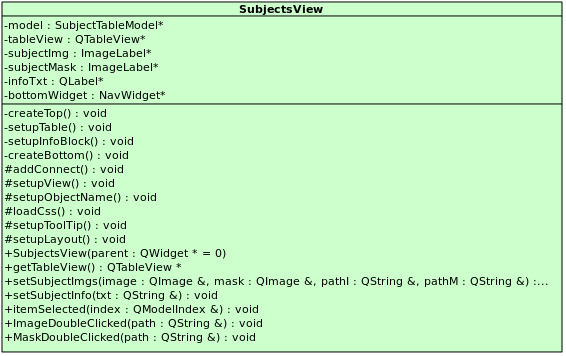 SubjectsView
-model : SubjectTableModel*
-tableView : QTableView*
-subjectImg : ImageLabel*
-subjectMask : ImageLabel*
-infoTxt : QLabel*
-bottomWidget : NavWidget*
-createTop() : void
-setupTable() : void
-setupInfoBlock() : void
-createBottom() : void
#addConnect() : void
#setupView() : void
#setupObjectName() : void
#loadCss() : void
#setupToolTip() : void
#setupLayout() : void
+SubjectsView(parent : QWidget * = 0)
+getTableView() : QTableView *
+setSubjectImgs(image : QImage &, mask : QImage &, pathI : QString &, pathM : QString &) :...
+setSubjectInfo(txt : QString &) : void
+itemSelected(index : QModelIndex &) : void
+ImageDoubleClicked(path : QString &) : void
+MaskDoubleClicked(path : QString &) : void